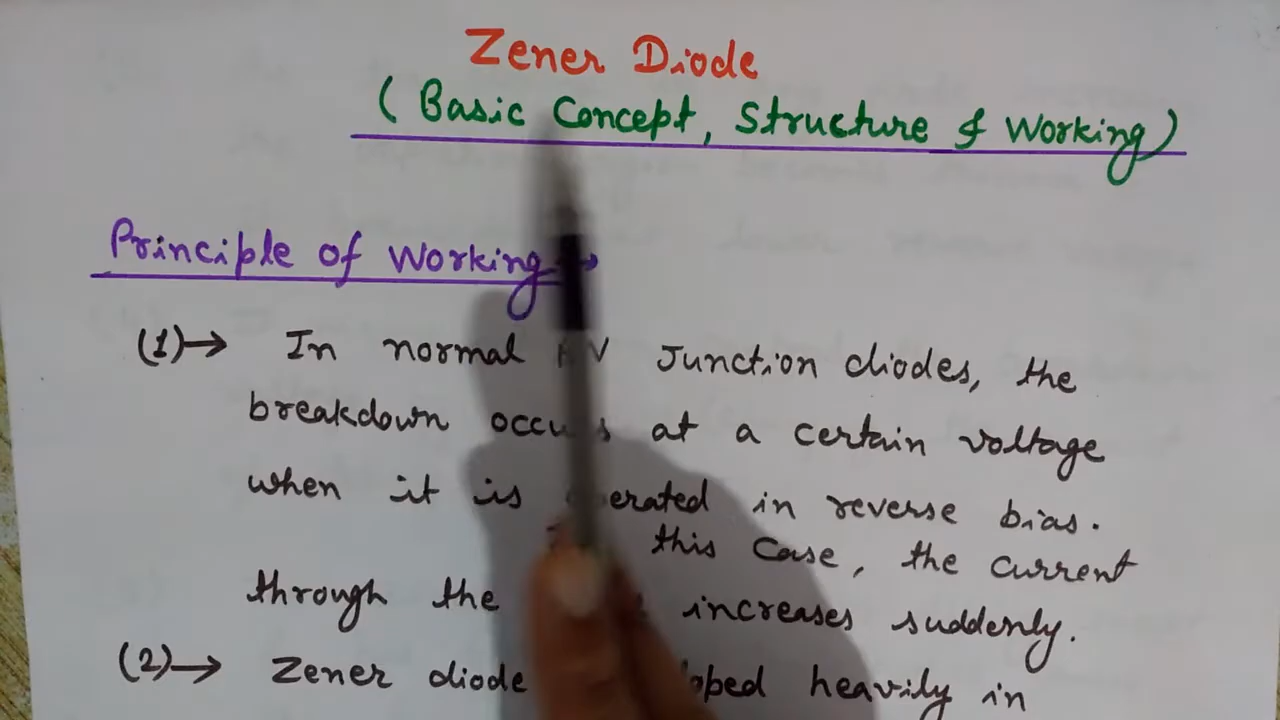 Zener Diode
(Basic Concept, Structure & Working)
Principle of Working →
(1)→ In normal Junction diodes, the
breakdown occurs at a certain voltage
when it is operated in reverse bias.
this case, the current
through the increases suddenly.
(2)→ Zener diode heavily in